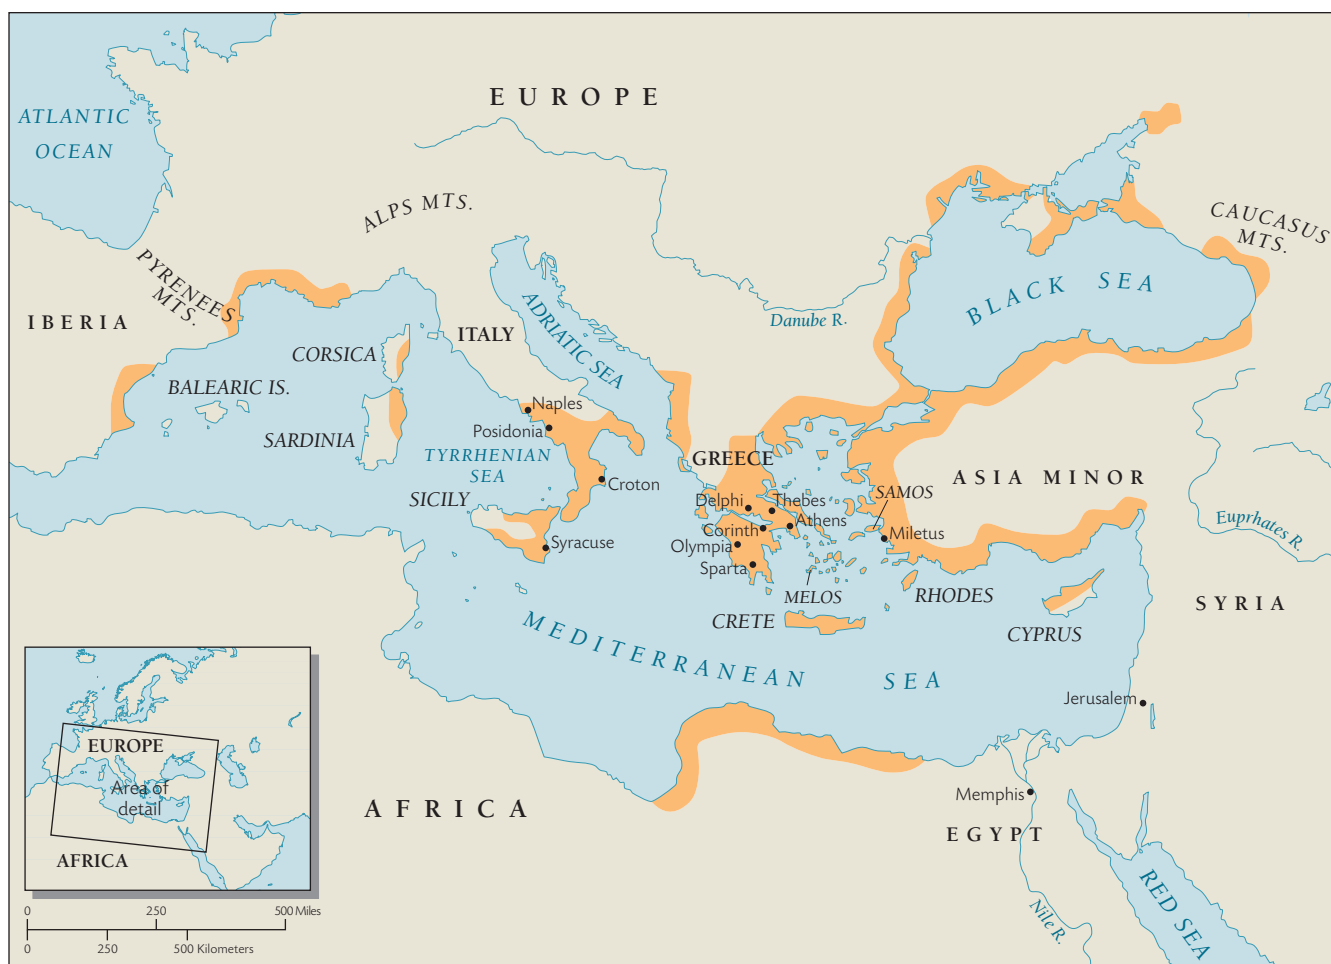 EUROPE
ATLANTIC
OCEAN
ALPS MTS.
CAUCASUS
MTS.
PYRENEES
MTS.
IBERIA
BLACK SEA
Danube R.
ITALY
ADRIATIC SEA
CORSICA
BALEARIC IS.
Naples
SARDINIA
Posidonia
TYRRHENIAN
SEA
GREECE
ASIA MINOR
Croton
SICILY
SAMOS
Delphi
Thebes
Athens
Corinth
Miletus
Euprhates R.
Syracuse
Olympia
Sparta
MELOS
RHODES
SYRIA
CRETE
CYPRUS
MEDITERRANEAN SEA
Jerusalem
Memphis
AFRICA
EGYPT
RED SEA
Nile R.
EUROPE
Area of
detail
AFRICA
0 250 500 Miles
0 250 500 Kilometers